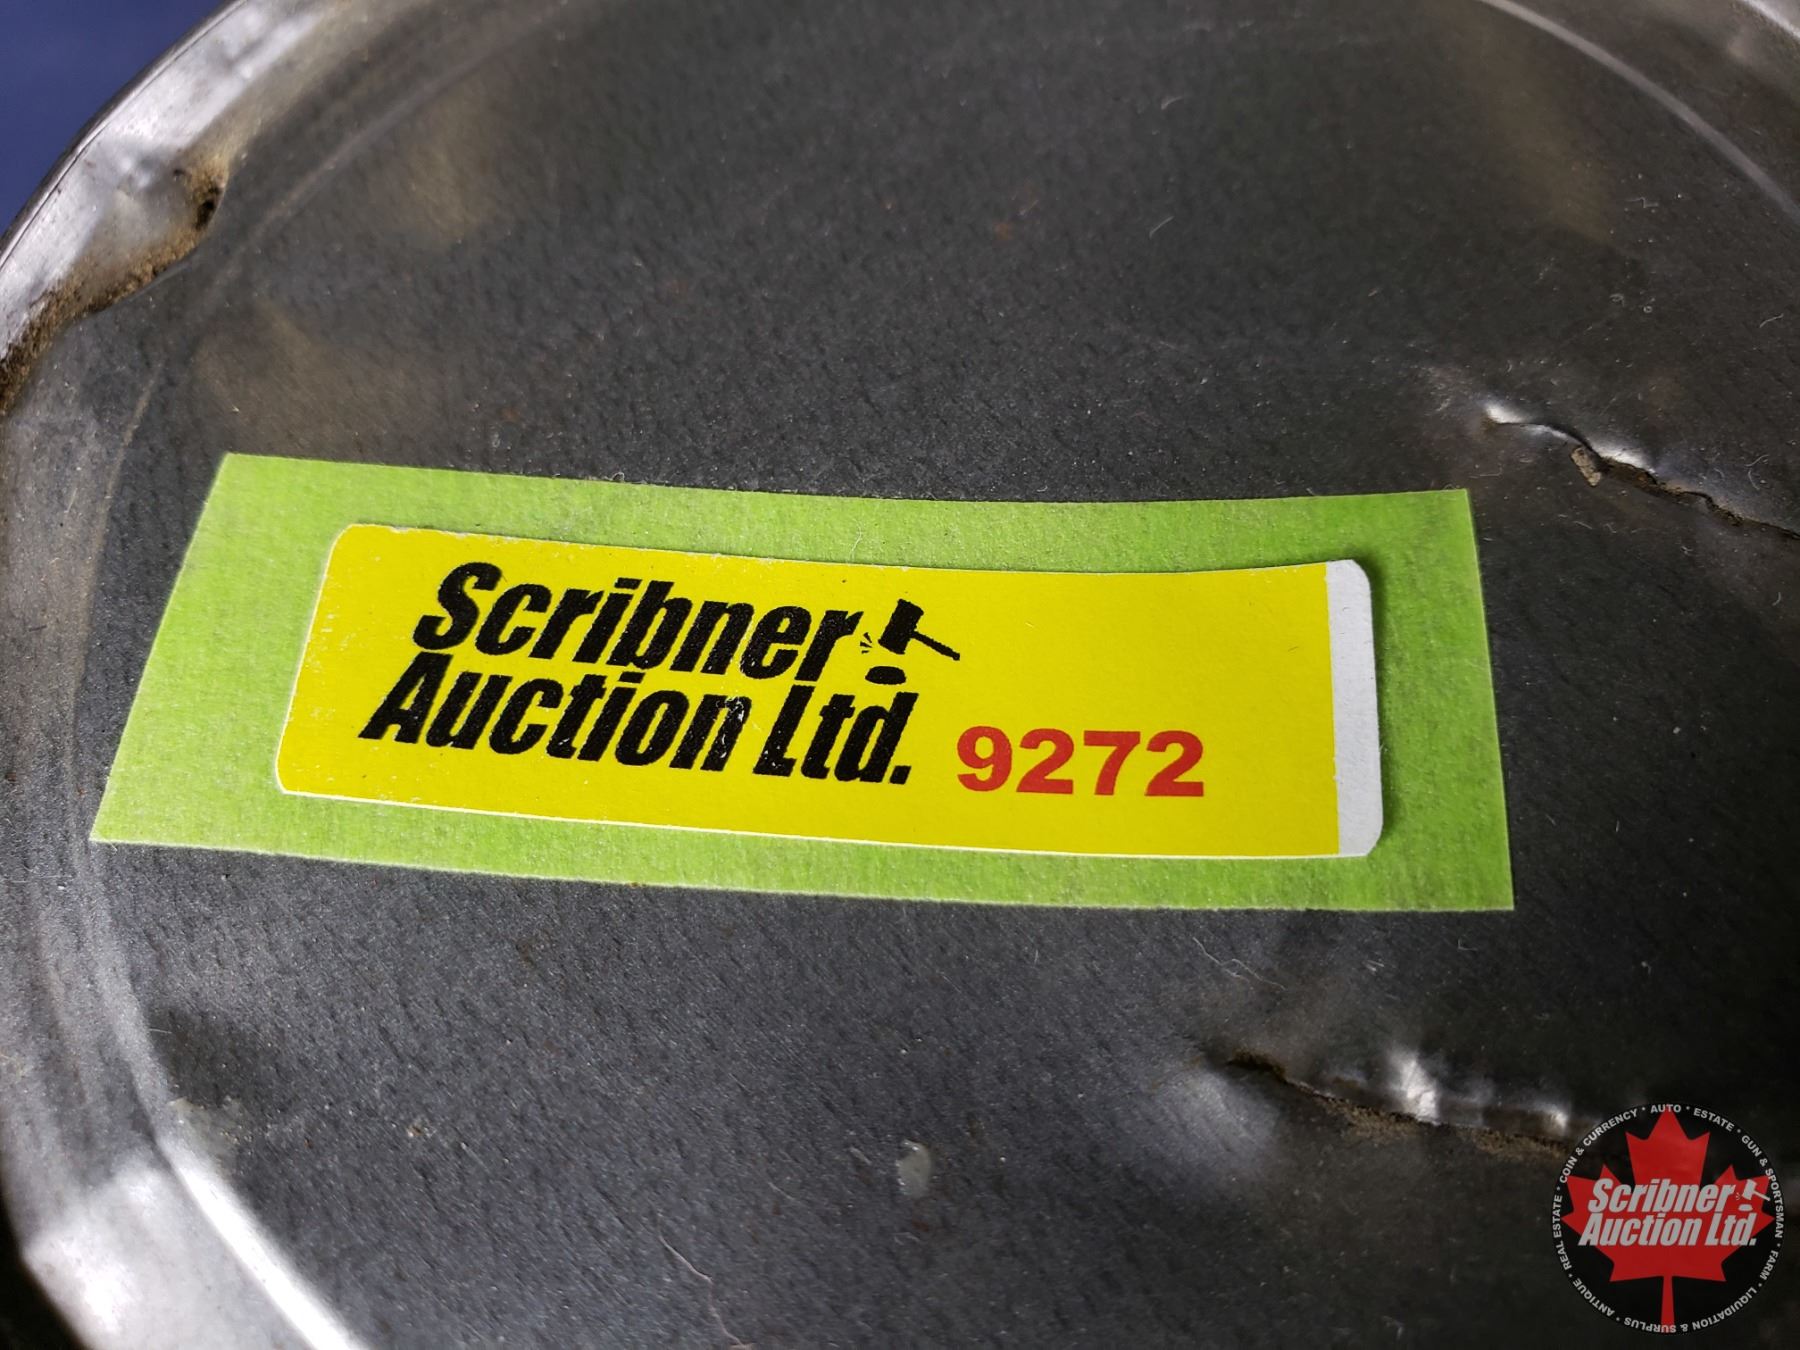 Scribner
Auction Ltd.
9272
COIN & CURRENCY * AUTO * ESTATE * GUN & SPORTSMAN * FARM * LIQUIDATION & SURPLUS * ANTIQUE * REAL ESTATE *
Scribner
Auction Ltd.